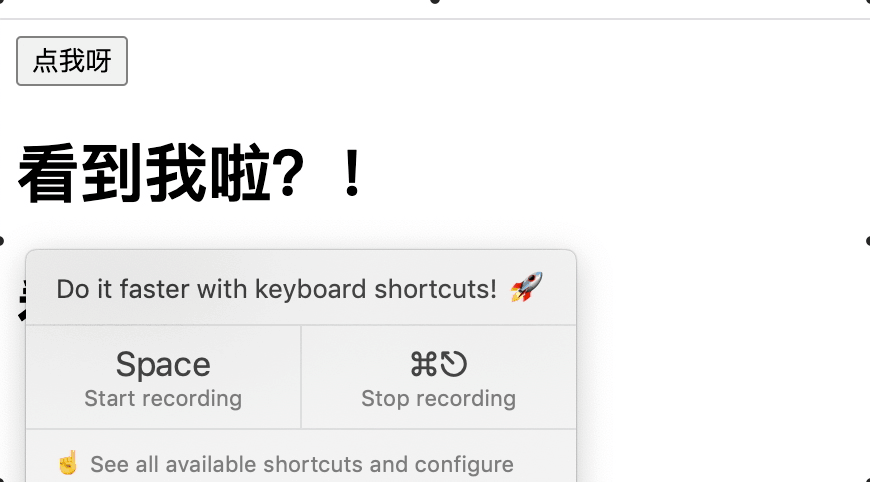 点我呀
看到我啦？！
Do it faster with keyboard shortcuts! 🚀
Space
Start recording
⌘⎋
Stop recording
☝️ See all available shortcuts and configure